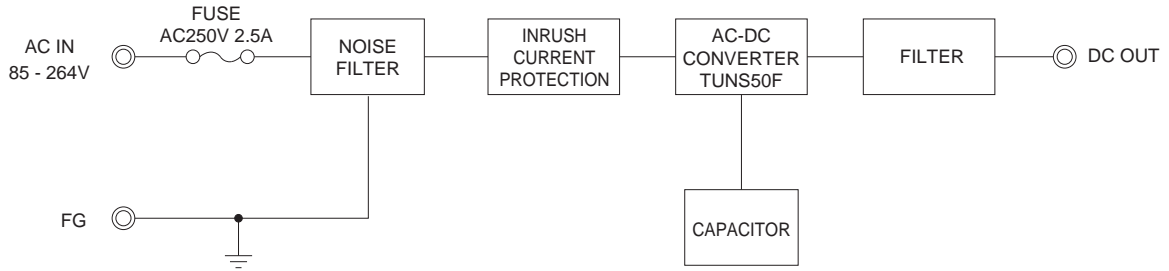 FUSE
AC250V 2.5A
AC IN
85 - 264V
NOISE
FILTER
INRUSH
CURRENT
PROTECTION
AC-DC
CONVERTER
TUNS50F
FILTER
DC OUT
FG
CAPACITOR